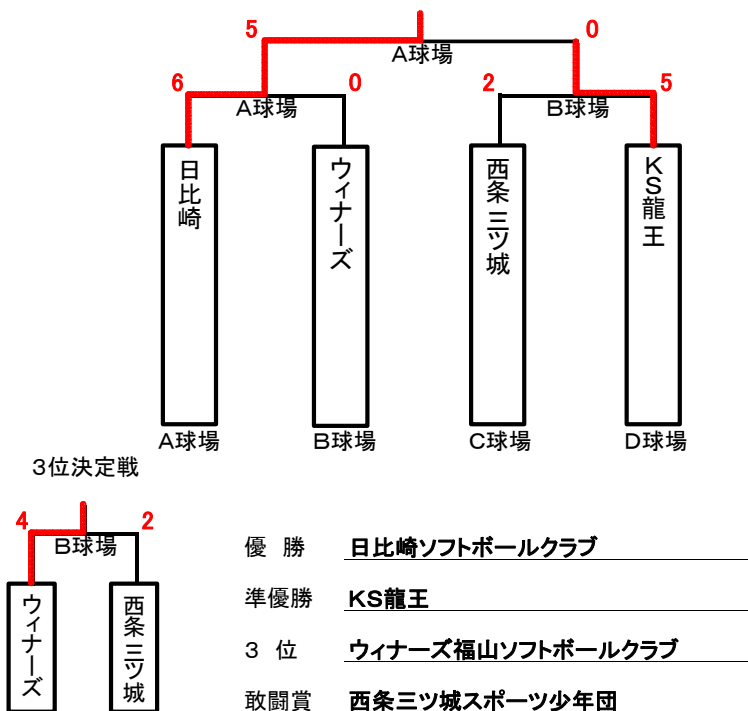 5 0
A球場
6 0 2 5
A球場 B球場
日比崎
ウィナーズ
西条三ツ城
KS龍王
A球場 B球場 C球場 D球場
3位決定戦
4 2
B球場
ウィナーズ
西条三ツ城
優 勝 日比崎ソフトボールクラブ
準優勝 KS龍王
3 位 ウィナーズ福山ソフトボールクラブ
敢闘賞 西条三ツ城スポーツ少年団